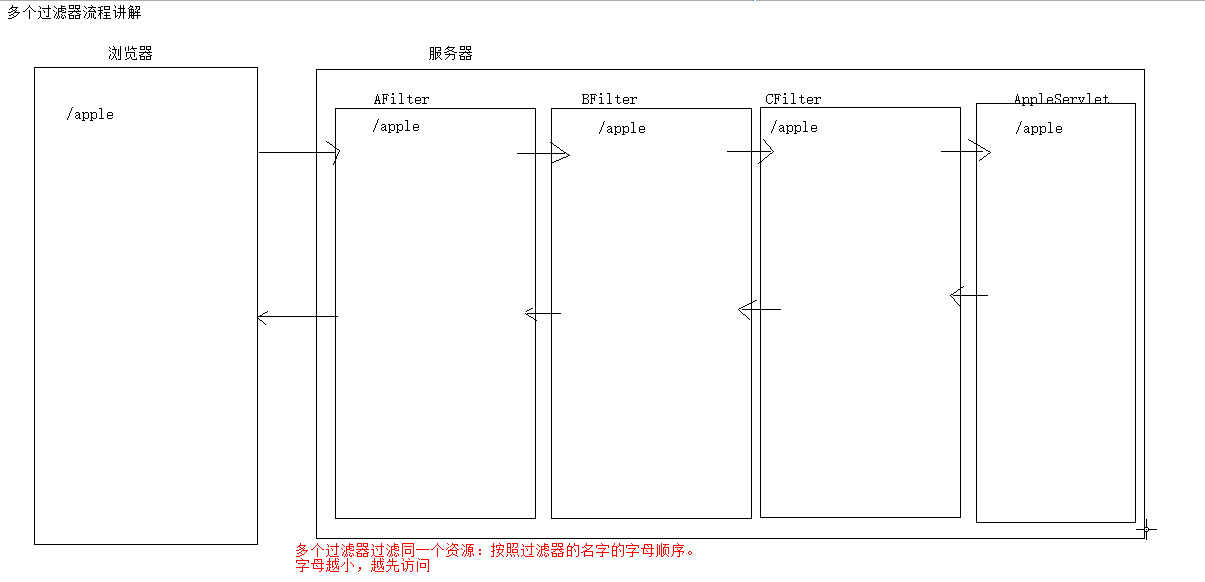 多个过滤器流程讲解
浏览器
服务器
/apple
AFilter
/apple
BFilter
/apple
CFilter
/apple
AppleServlet
/apple
多个过滤器过滤同一个资源：按照过滤器的名字的字母顺序。
字母越小，越先访问